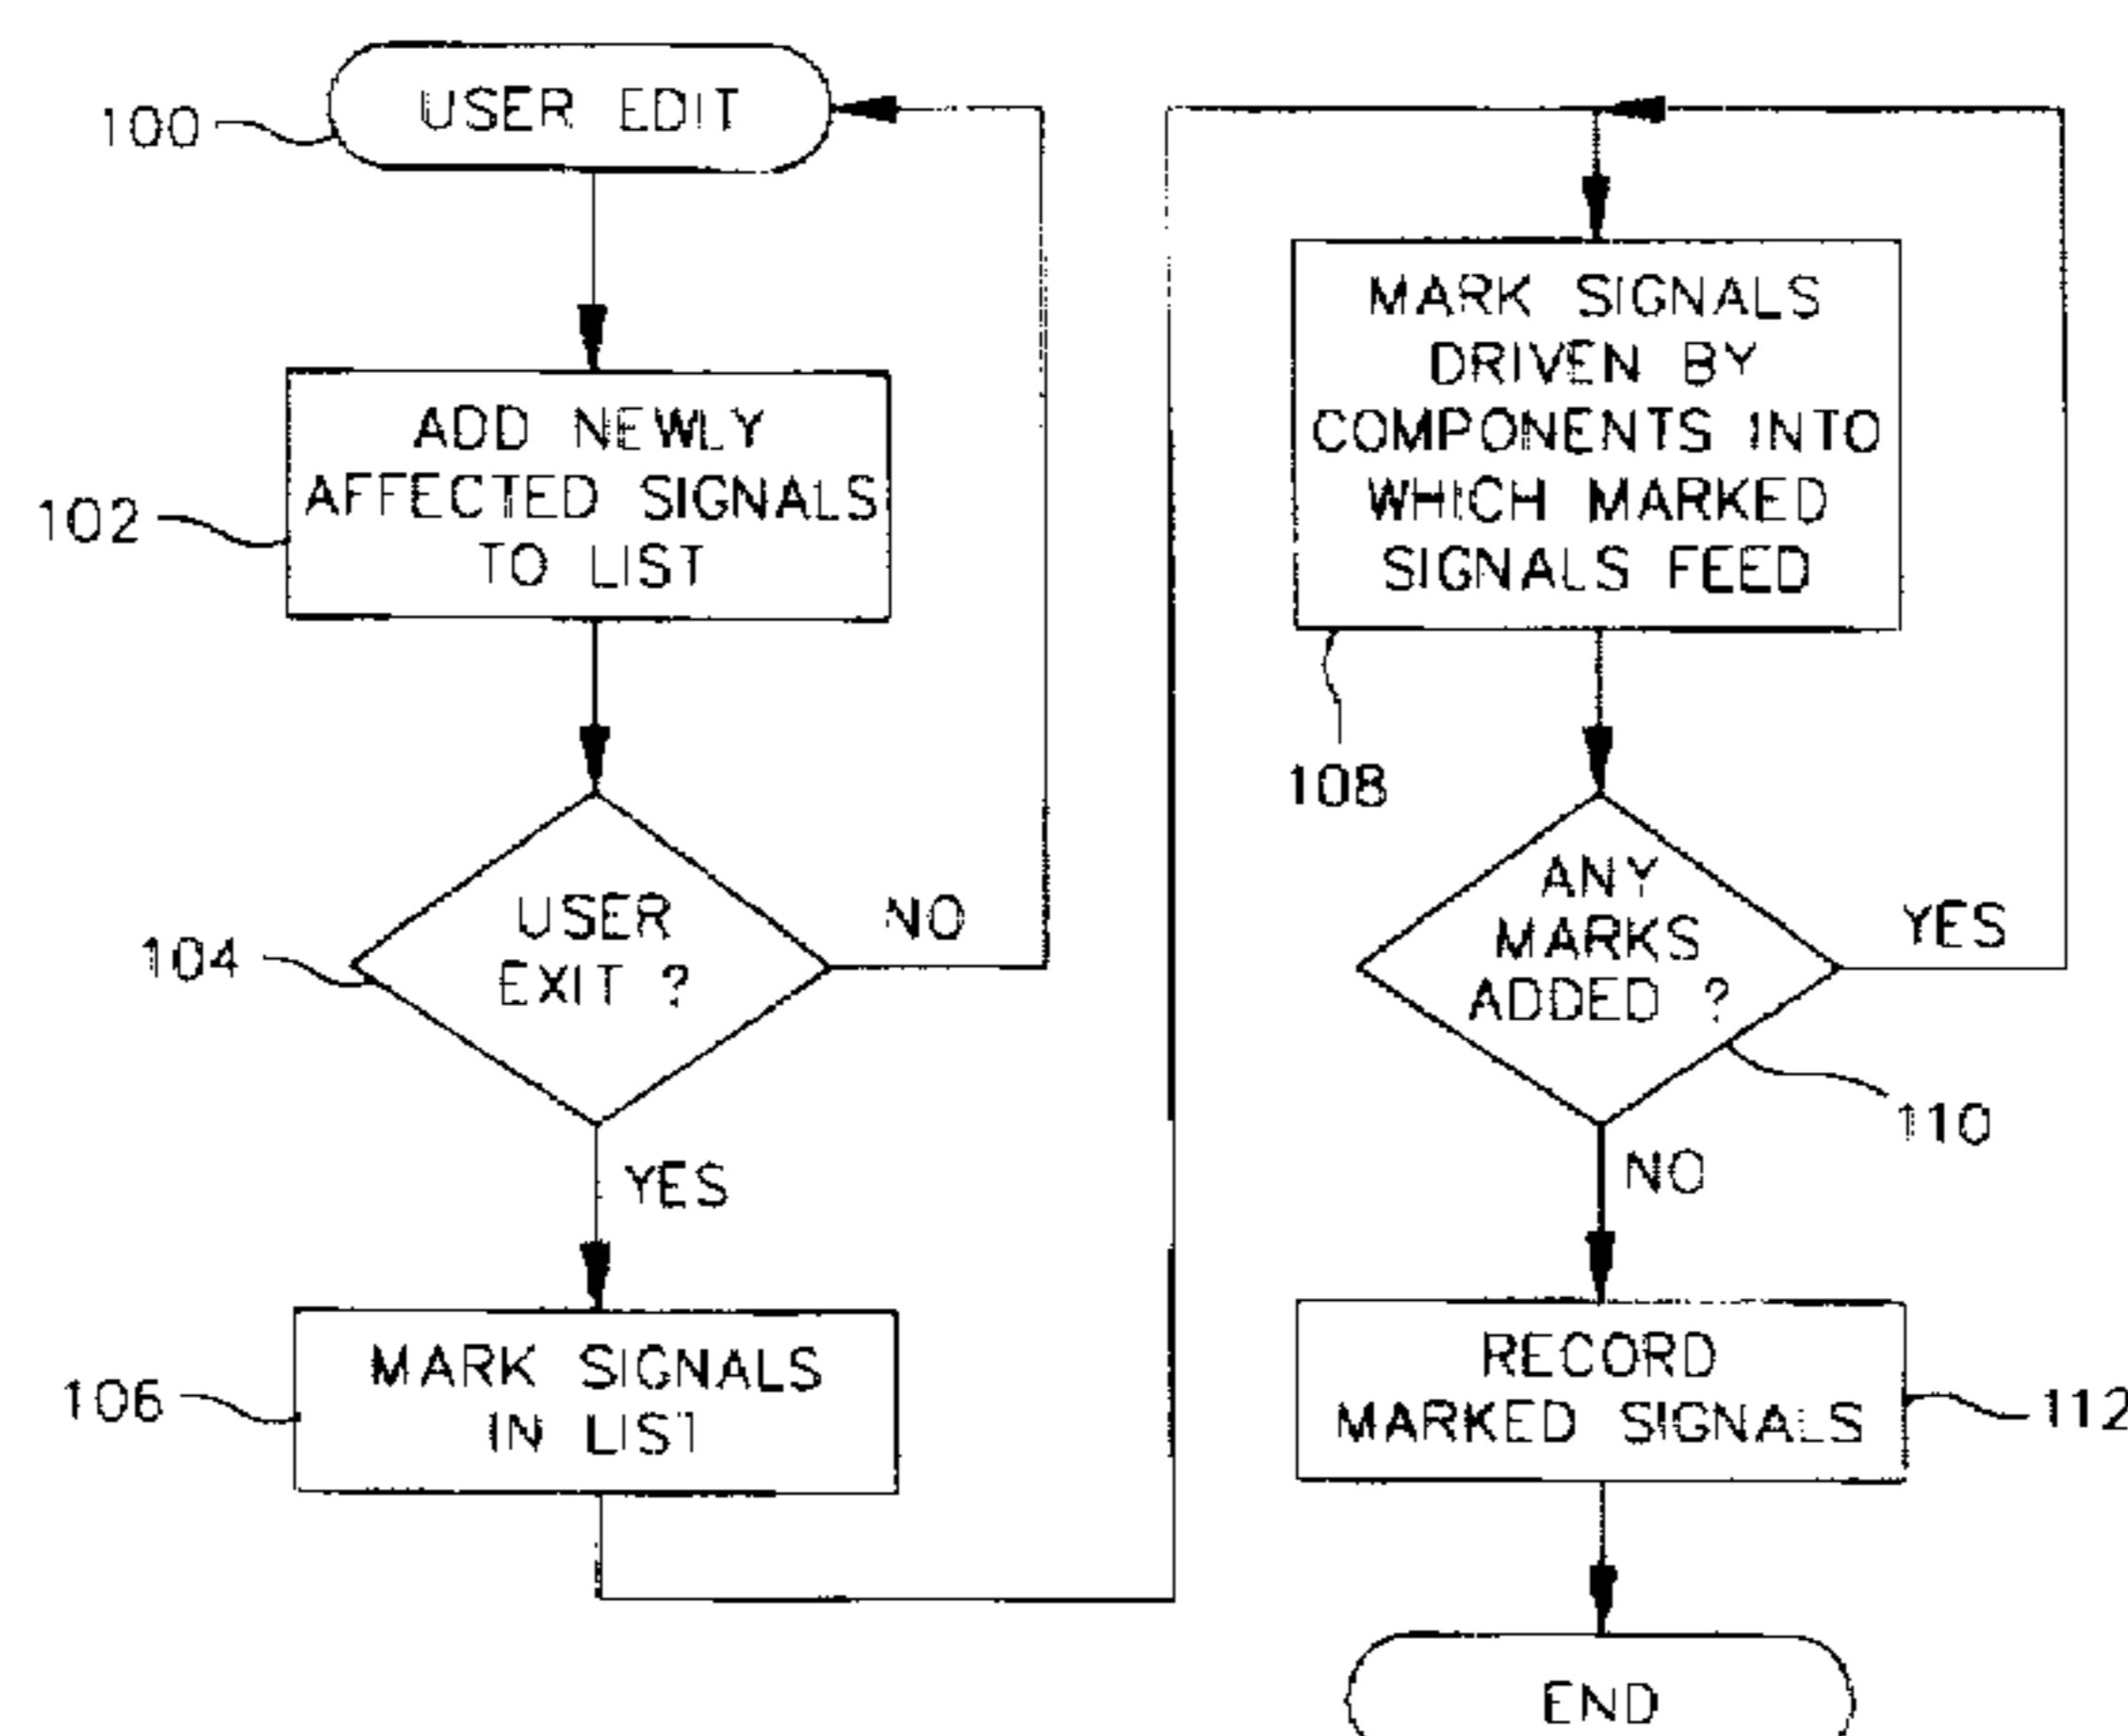 USER EDIT
100
ADD NEWLY
AFFECTED SIGNALS
TO LIST
102
USER
EXIT ?
NO
104
YES
MARK SIGNALS
IN LIST
106
MARK SIGNALS
DRIVEN BY
COMPONENTS INTO
WHICH MARKED
SIGNALS FEED
108
ANY
MARKS
ADDED ?
YES
110
NO
RECORD
MARKED SIGNALS
112
END